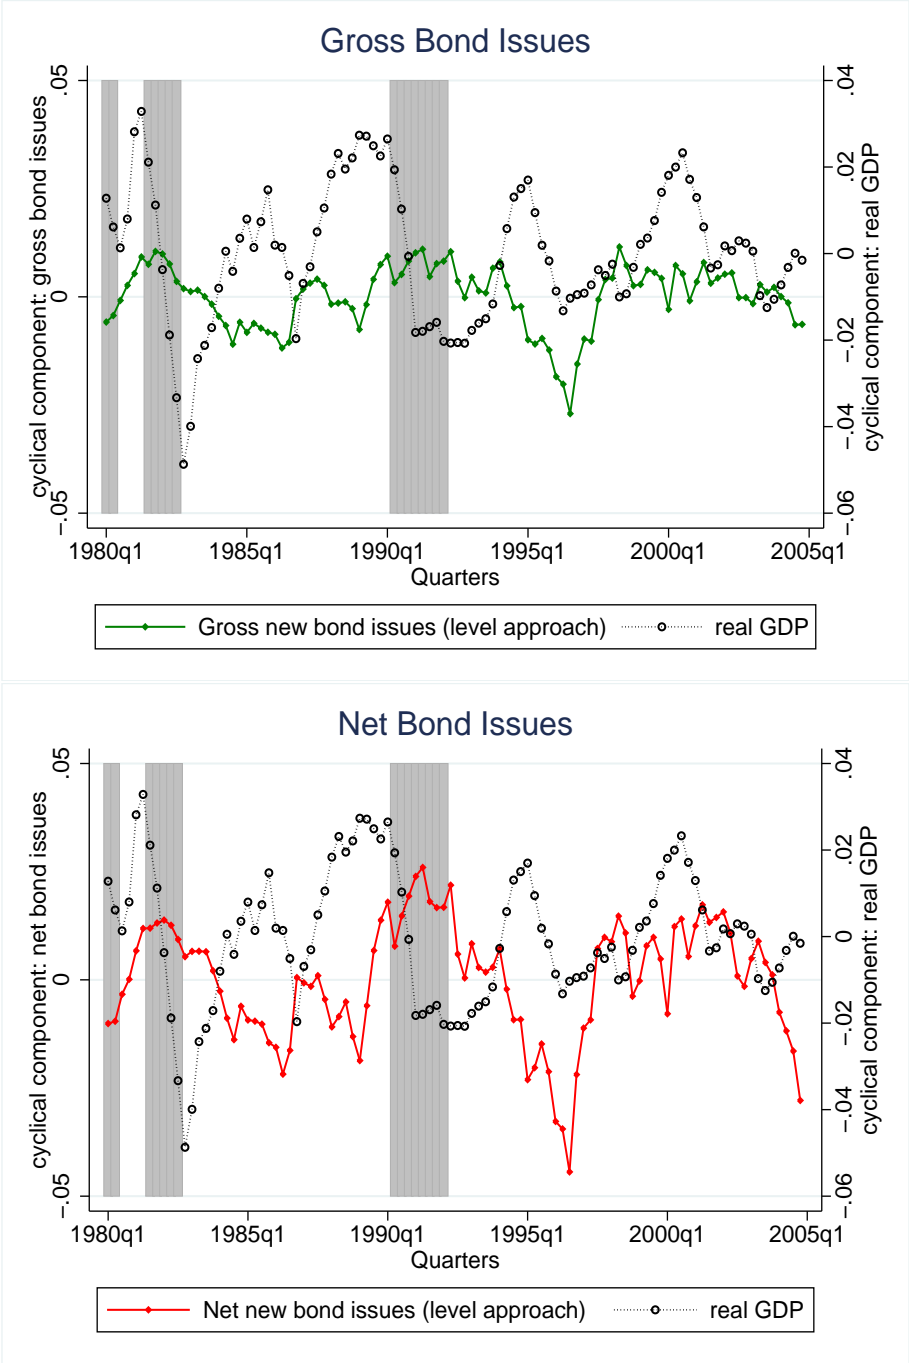 Gross Bond Issues
cyclical component: gross bond issues
.05
0
-.05
.04
.02
0
-.02
-.04
-.06
cyclical component: real GDP
1980q1 1985q1 1990q1 1995q1 2000q1 2005q1
Quarters
Gross new bond issues (level approach) real GDP
Net Bond Issues
cyclical component: net bond issues
.05
0
-.05
.04
.02
0
-.02
-.04
-.06
cyclical component: real GDP
1980q1 1985q1 1990q1 1995q1 2000q1 2005q1
Quarters
Net new bond issues (level approach) real GDP